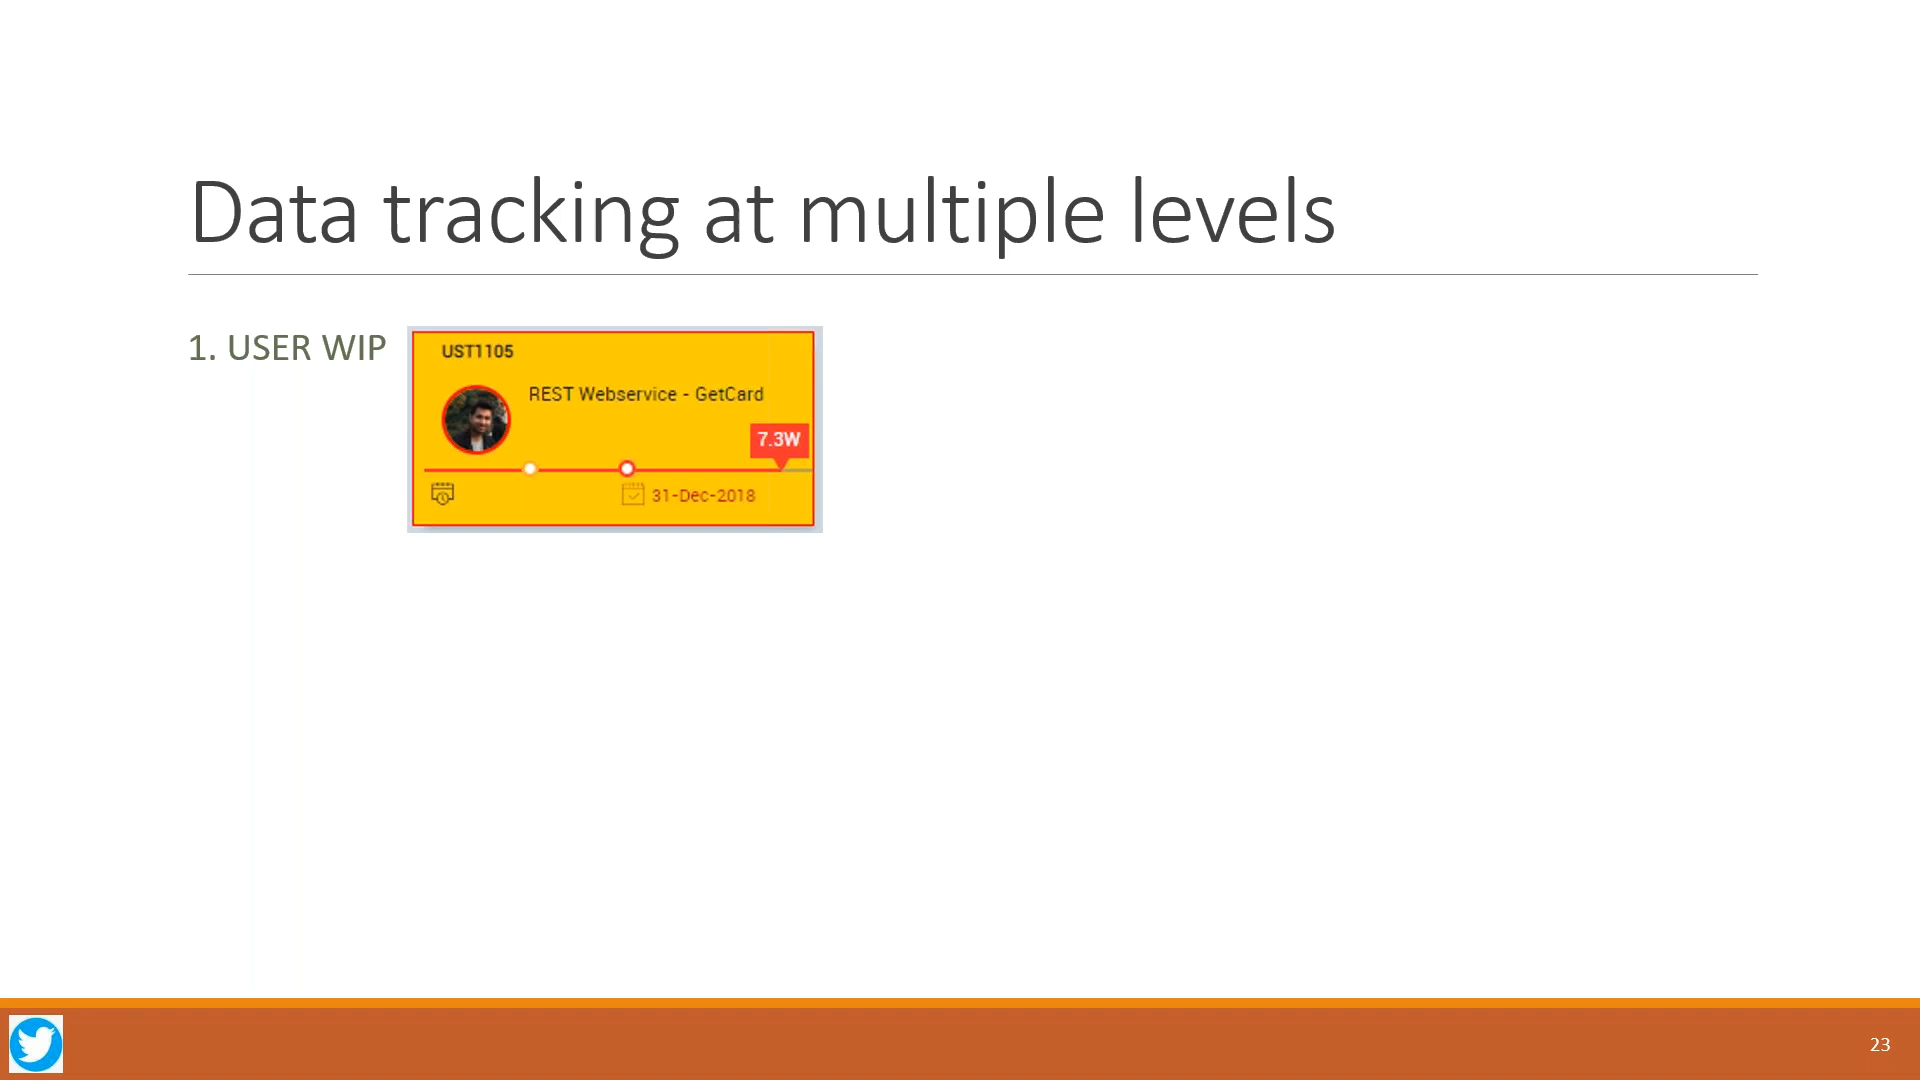 Data tracking at multiple levels
1. USER WIP
UST1105
REST Webservice - GetCard
7.3W
31-Dec-2018
23